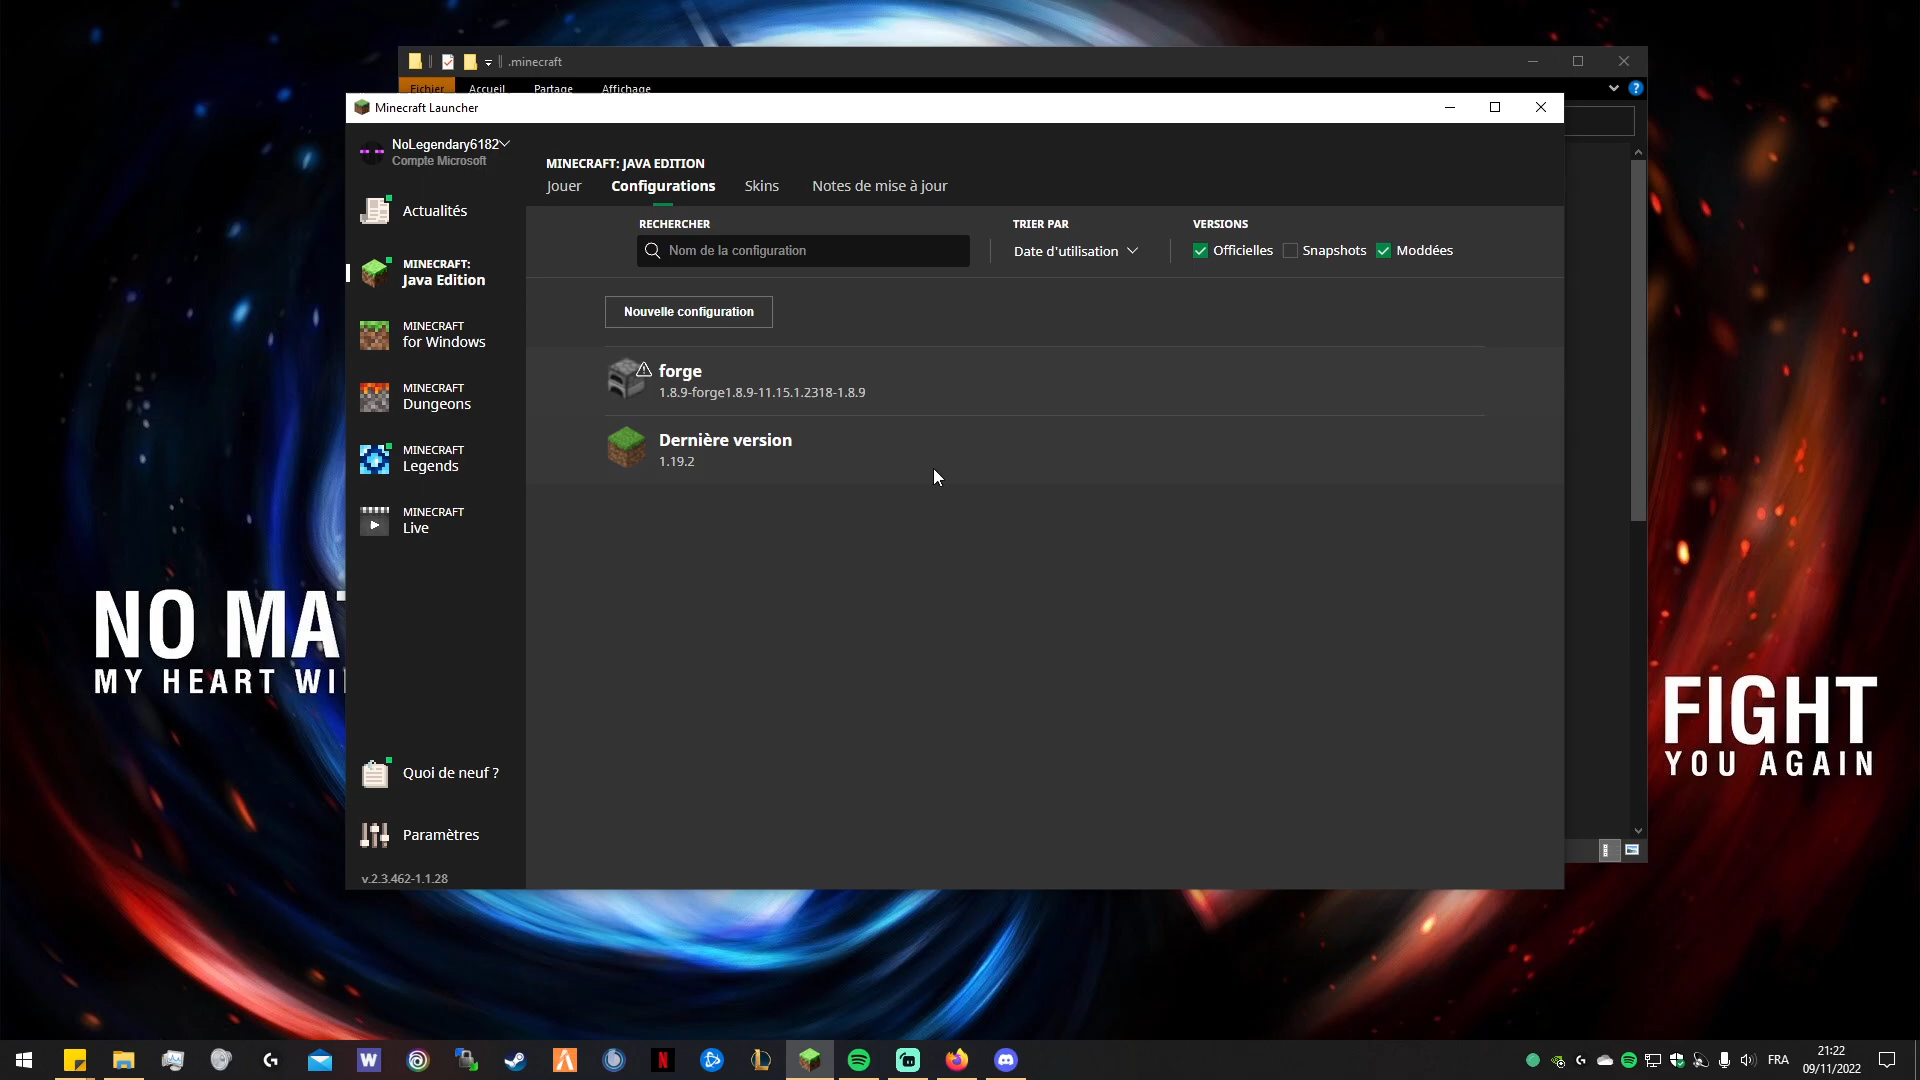 .minecraft
Fichier Accueil Partage Affichage
Minecraft Launcher
NoLegendary6182
Compte Microsoft
Actualités
MINECRAFT:
Java Edition
MINECRAFT
for Windows
MINECRAFT
Dungeons
MINECRAFT
Legends
MINECRAFT
Live
Quoi de neuf ?
Paramètres
v.2.3.462-1.1.28
MINECRAFT: JAVA EDITION
Jouer Configurations Skins Notes de mise à jour
RECHERCHER
Nom de la configuration
TRIER PAR
Date d'utilisation
VERSIONS
Officielles Snapshots Moddées
Nouvelle configuration
forge
1.8.9-forge1.8.9-11.15.1.2318-1.8.9
Dernière version
1.19.2
NO MAT
MY HEART WI
FIGHT
YOU AGAIN
FRA
21:22
09/11/2022